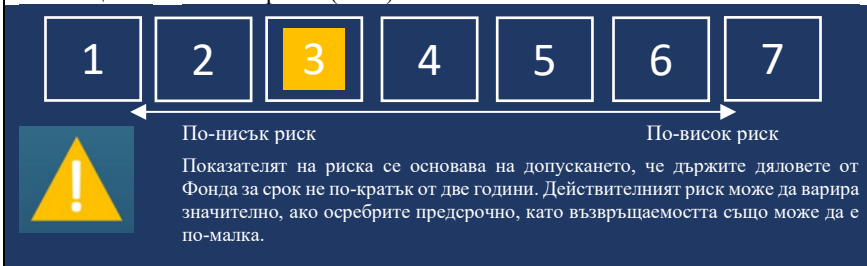 1 2 3 4 5 6 7
По-нисък риск По-висок риск
Показателят на риска се основава на допускането, че държите дяловете от
Фонда за срок не по-кратък от две години. Действителният риск може да варира
значително, ако осребрите предсрочно, като възвръщаемостта също може да е
по-малка.